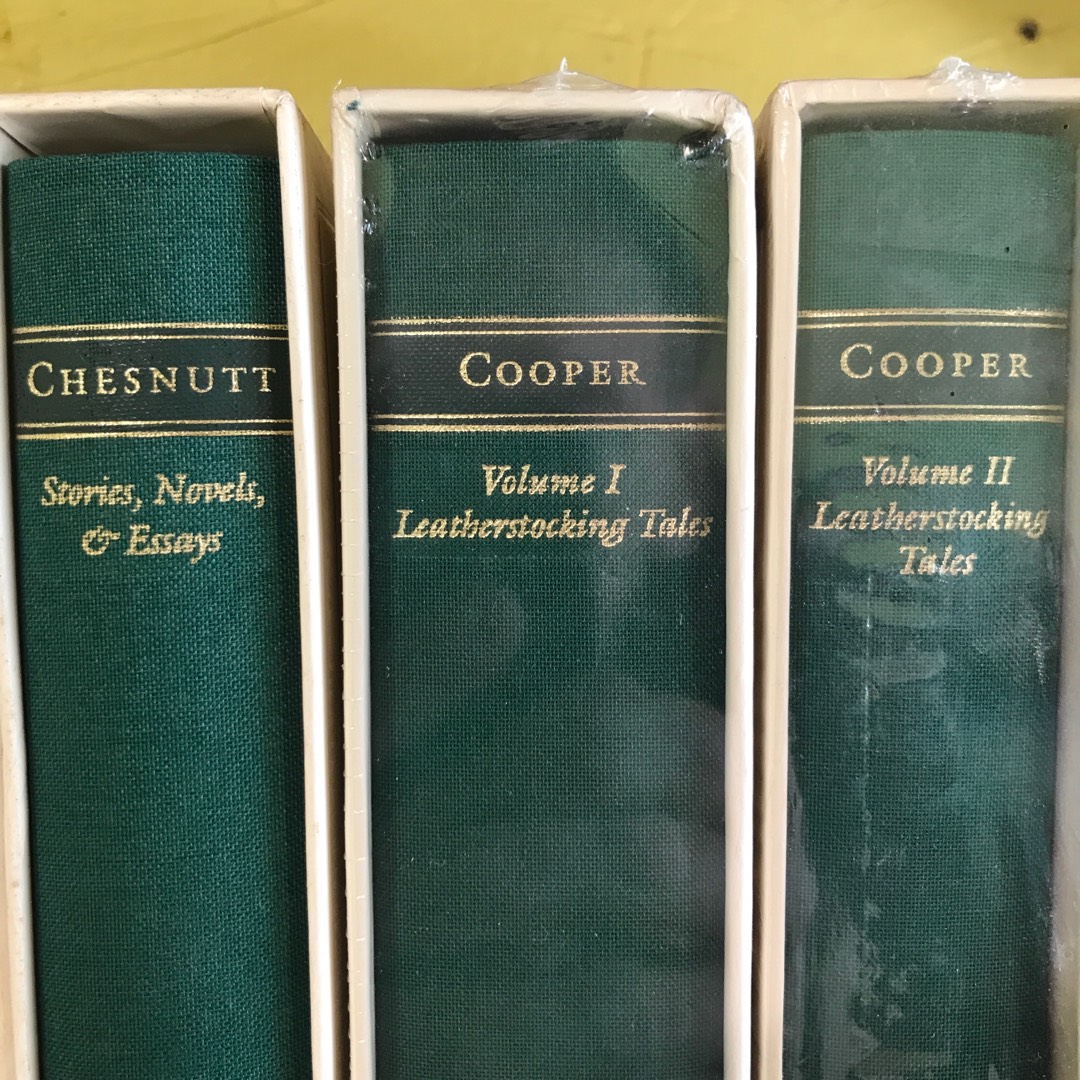 CHESNUTT
Stories, Novels,
& Essays
COOPER
Volume I
Leatherstocking Tales
COOPER
Volume II
Leatherstocking
Tales